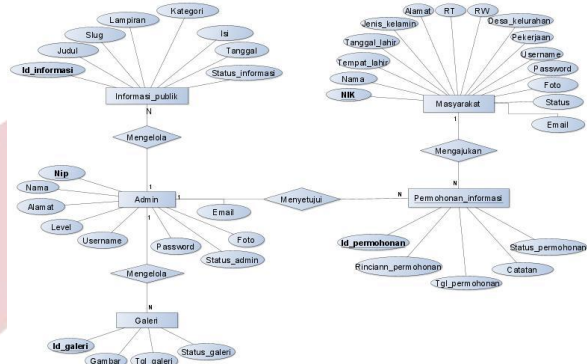 Lampiran
Kategori
Slug
Isi
Judul
Tanggal
Id_informasi
Status_informasi
Informasi_publik
N
Mengelola
1
Alamat
RT
RW
Jenis_kelamin
Desa_kelurahan
Tanggal_lahir
Pekerjaan
Username
Tempat_lahir
Password
Nama
Foto
NIK
Status
Masyarakat
Email
1
Mengajukan
N
Nip
Nama
Admin
1
Menyetujui
N
Permohonan_informasi
Alamat
Level
Email
1
Username
Password
Foto
Status_admin
Id_permohonan
Status_permohonan
Rinciann_permohonan
Catatan
Tgl_permohonan
Mengelola
N
Galeri
Id_galeri
Status_galeri
Gambar
Tgl_galeri